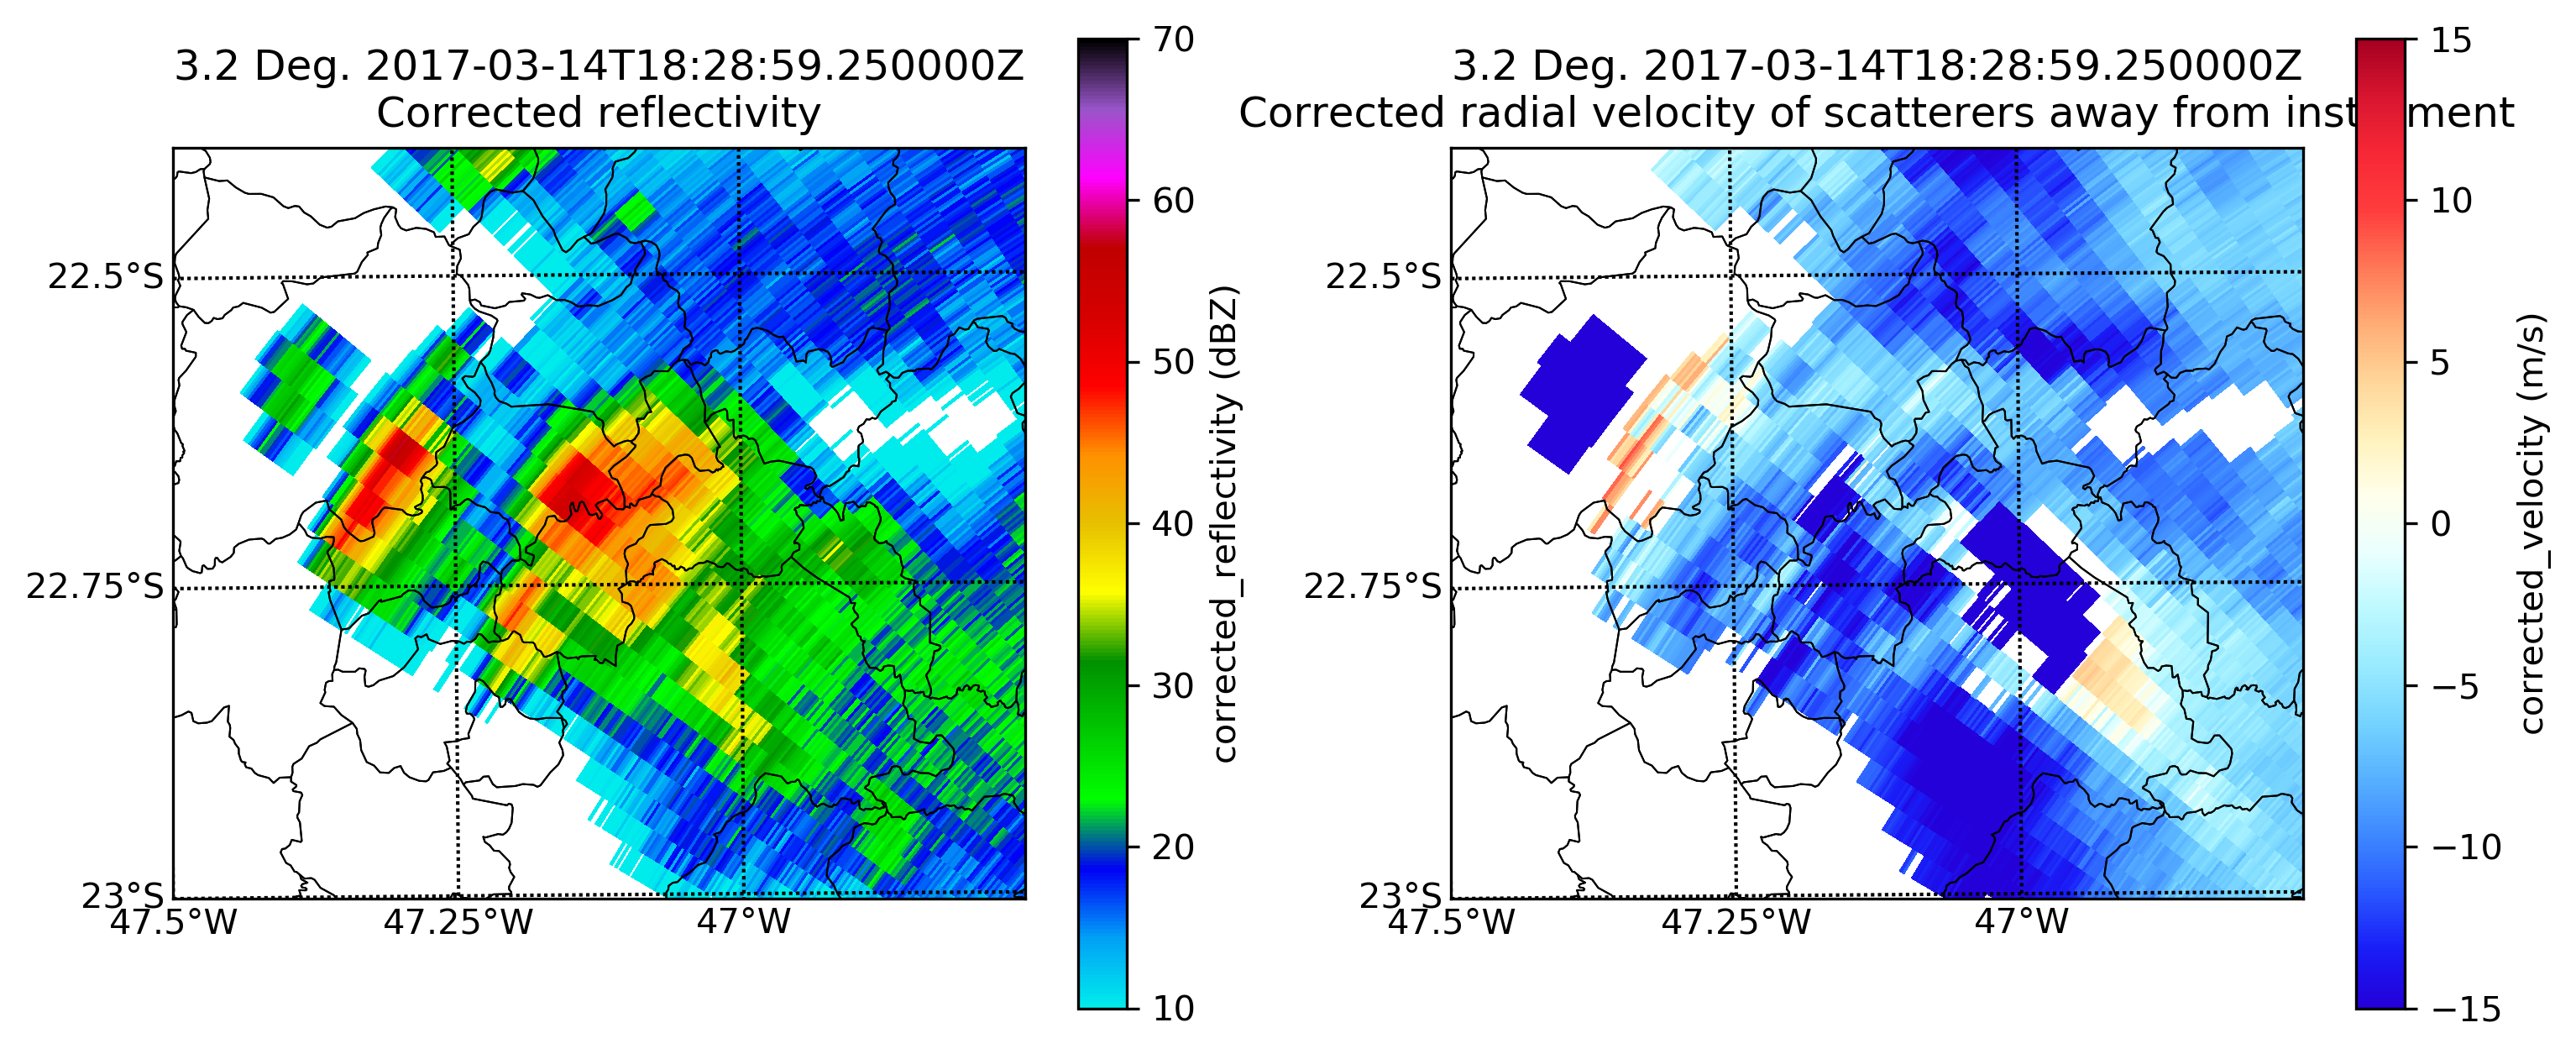 3.2 Deg. 2017-03-14T18:28:59.250000Z
Corrected reflectivity
22.5°S
22.75°S
23°S
47.5°W
47.25°W
47°W
70
60
50
40
30
20
10
corrected_reflectivity (dBZ)
3.2 Deg. 2017-03-14T18:28:59.250000Z
Corrected radial velocity of scatterers away from
22.5°S
22.75°S
23°S
47.5°W
47.25°W
47°W
15
10
5
0
−5
−10
−15
corrected_velocity (m/s)